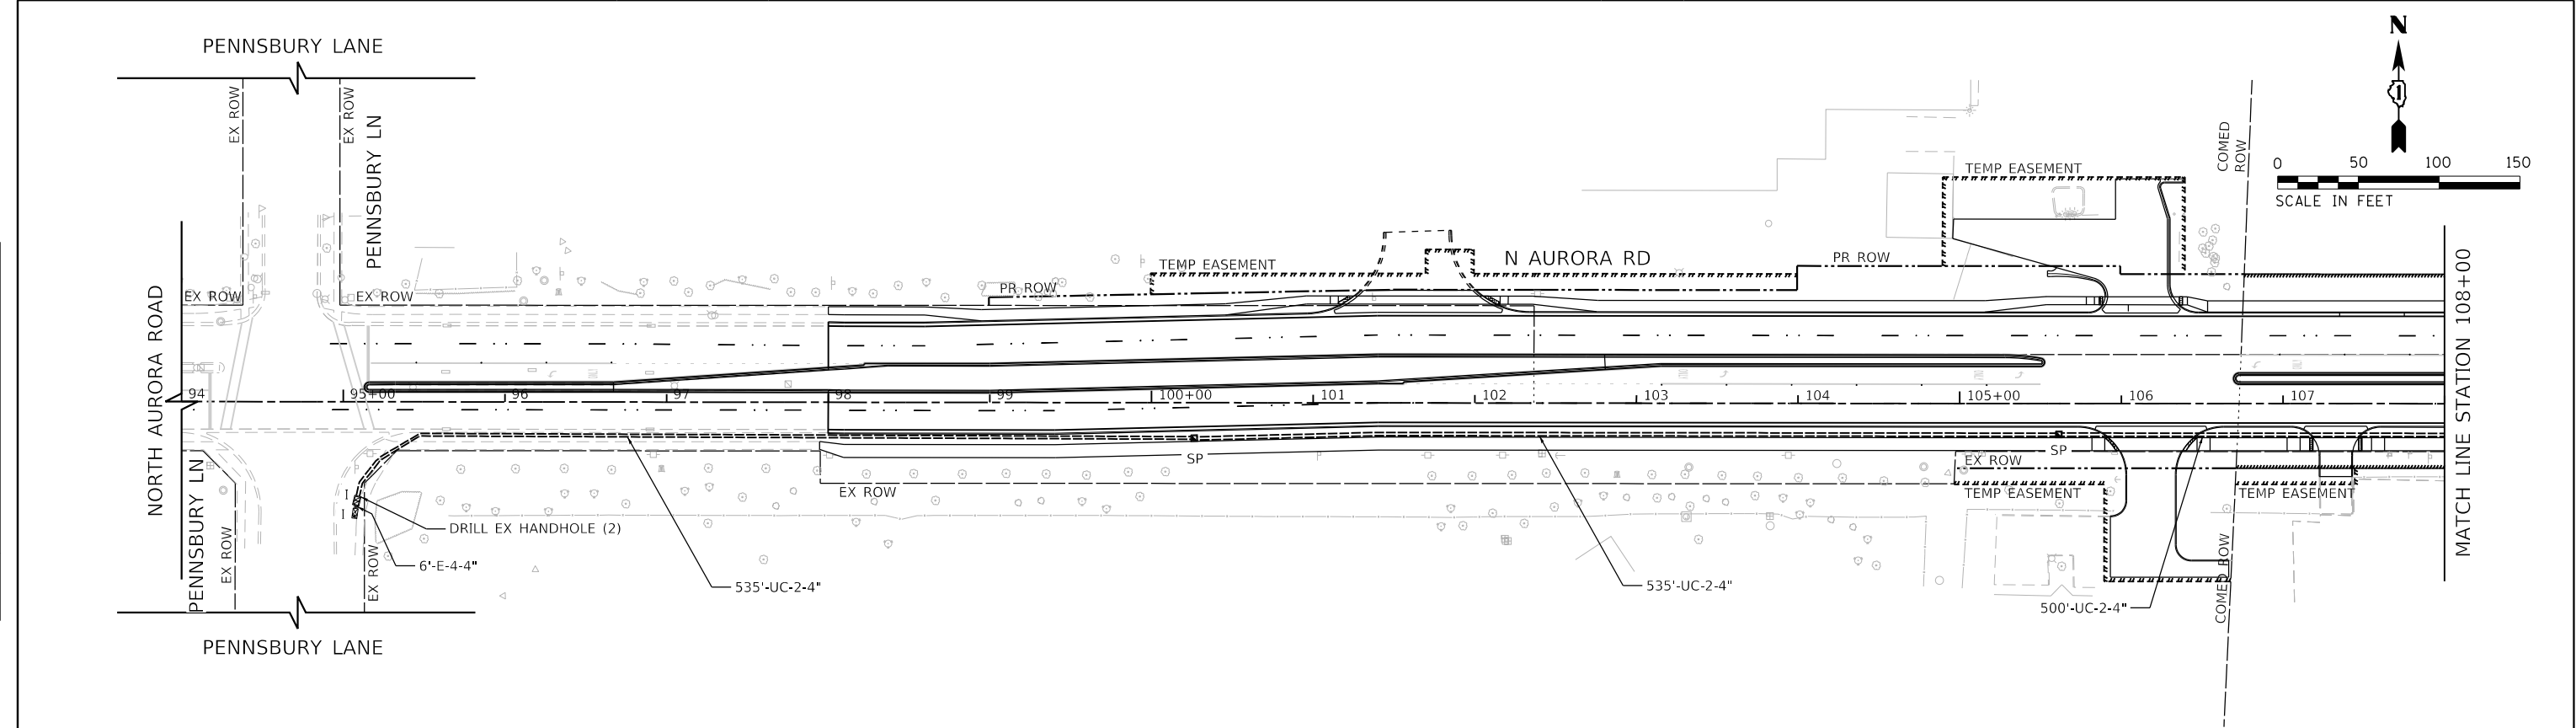 PENNSBURY LANE
N
0 50 100 150
SCALE IN FEET
EX ROW
EX ROW
PENNSBURY LN
COMED
ROW
TEMP EASEMENT
TEMP EASEMENT
N AURORA RD
PR ROW
EX ROW
EX ROW
PR ROW
NORTH AURORA ROAD
MATCH LINE STATION 108+00
94 95+00 96 97 98 99 100+00 101 102 103 104 105+00 106 107
SP
SP
EX ROW
EX ROW
TEMP EASEMENT
TEMP EASEMENT
PENNSBURY LN
EX ROW
EX ROW
I
I
DRILL EX HANDHOLE (2)
6'-E-4-4"
535'-UC-2-4"
535'-UC-2-4"
500'-UC-2-4"
COMED ROW
PENNSBURY LANE